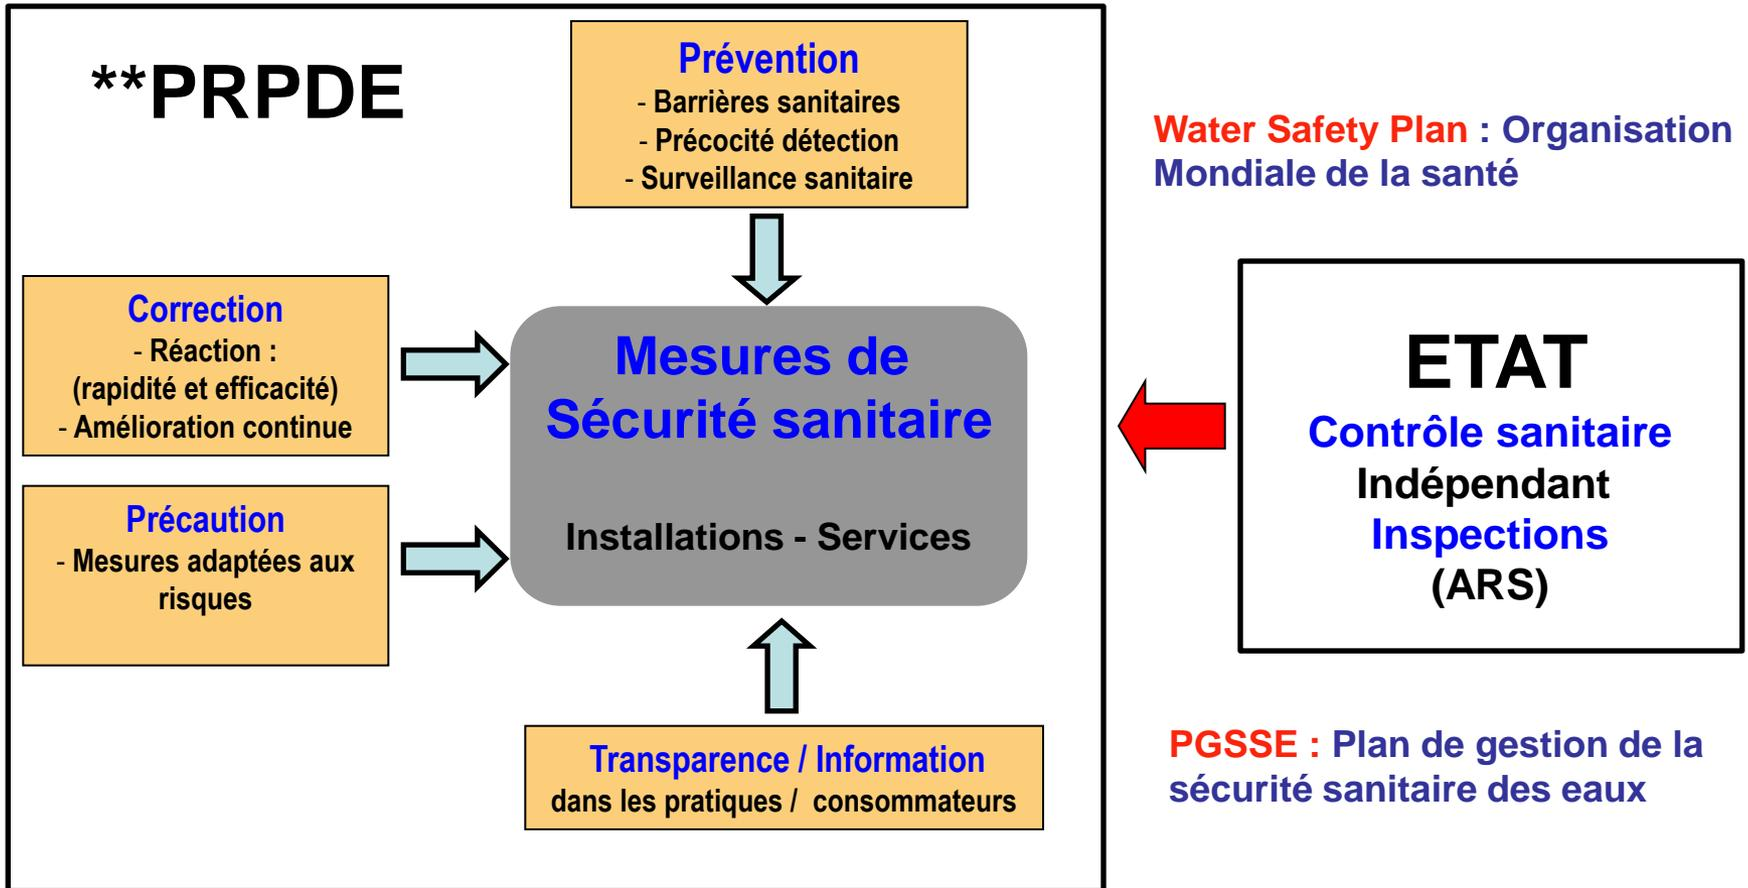 **PRPDE
Prévention
- Barrières sanitaires
- Précocité détection
- Surveillance sanitaire
Correction
- Réaction :
(rapidité et efficacité)
- Amélioration continue
Précaution
- Mesures adaptées aux
risques
Mesures de
Sécurité sanitaire
Installations - Services
Transparence / Information
dans les pratiques /  consommateurs
Water Safety Plan : Organisation
Mondiale de la santé
ETAT
Contrôle sanitaire
Indépendant
Inspections
(ARS)
PGSSE : Plan de gestion de la
sécurité sanitaire des eaux